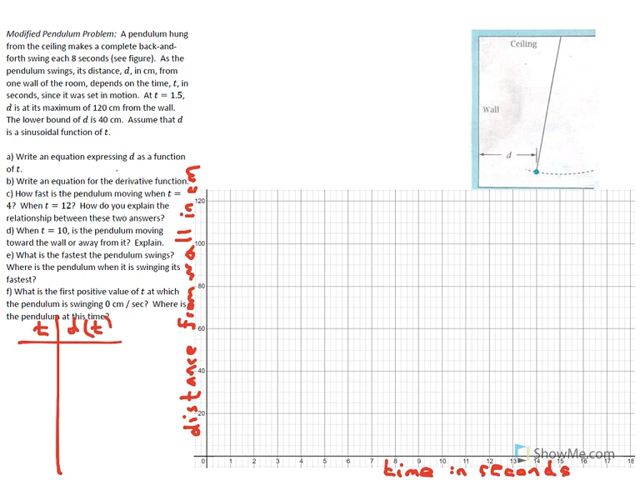 Modified Pendulum Problem: A pendulum hung
from the ceiling makes a complete back-and-
forth swing each 8 seconds (see figure). As the
pendulum swings, its distance, d, in cm, from
one wall of the room, depends on the time, t, in
seconds, since it was set in motion. At t = 1.5,
d is at its maximum of 120 cm from the wall.
The lower bound of d is 40 cm. Assume that d
is a sinusoidal function of t.
a) Write an equation expressing d as a function
of t.
b) Write an equation for the derivative function.
c) How fast is the pendulum moving when t =
4? When t = 12? How do you explain the
relationship between these two answers?
d) When t = 10, is the pendulum moving
toward the wall or away from it? Explain.
e) What is the fastest the pendulum swings?
Where is the pendulum when it is swinging its
fastest?
f) What is the first positive value of t at which
the pendulum is swinging 0 cm / sec? Where is
the pendulum at this time?
t d(t)
Ceiling
Wall
d
distance from wall in cm
120
100
80
60
40
20
0 1 2 3 4 5 6 7 8 9 10 11 12 13 14 15 16 17 18
time in seconds
ShowMe.com